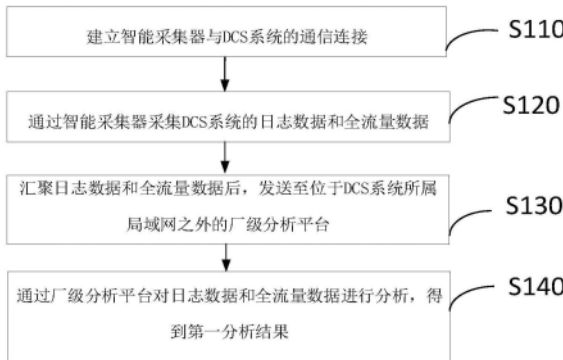 建立智能采集器与DCS系统的通信连接
S110
通过智能采集器采集DCS系统的日志数据和全流量数据
S120
汇聚日志数据和全流量数据后，发送至位于DCS系统所属
局域网之外的厂级分析平台
S130
通过厂级分析平台对日志数据和全流量数据进行分析，得
到第一分析结果
S140